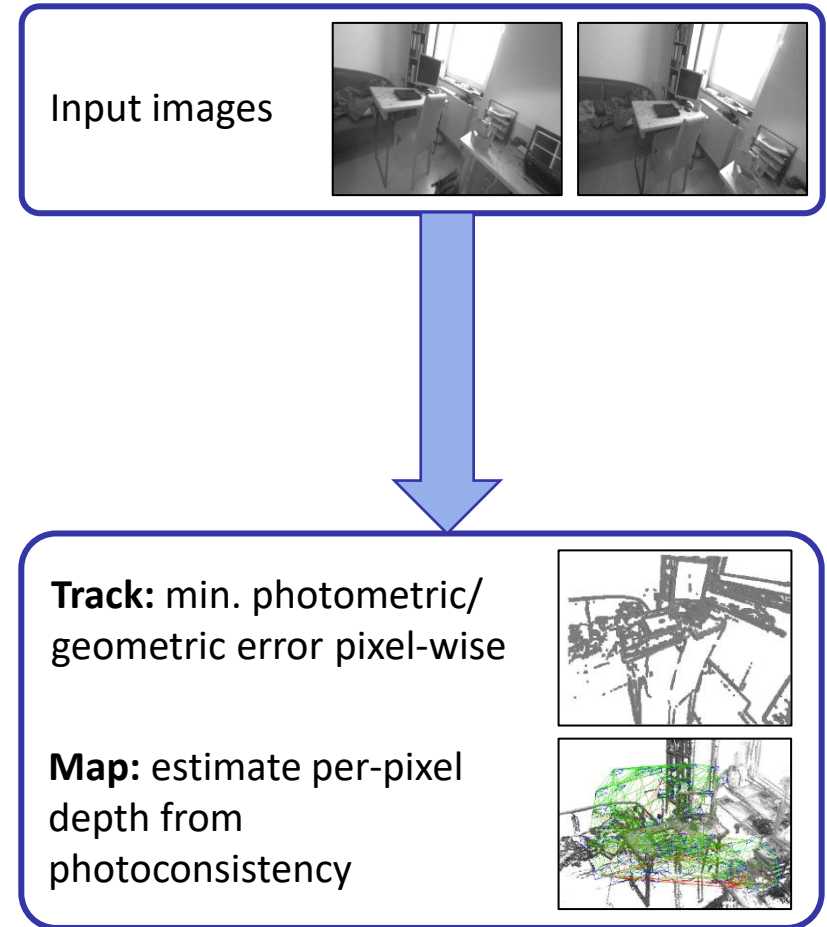 Input images
Track: min. photometric/
geometric error pixel-wise
Map: estimate per-pixel
depth from
photoconsistency